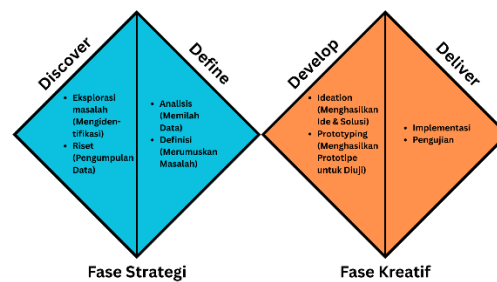 Discover
Define
Develop
Deliver
• Eksplorasi
masalah
(Mengiden-
tifikasi)
• Riset
(Pengumpulan
Data)
• Analisis
(Memilah
Data)
• Definisi
(Merumuskan
Masalah)
• Ideation
(Menghasilkan
Ide & Solusi)
• Prototyping
(Menghasilkan
Prototipe
untuk Diuji)
• Implementasi
• Pengujian
Fase Strategi
Fase Kreatif